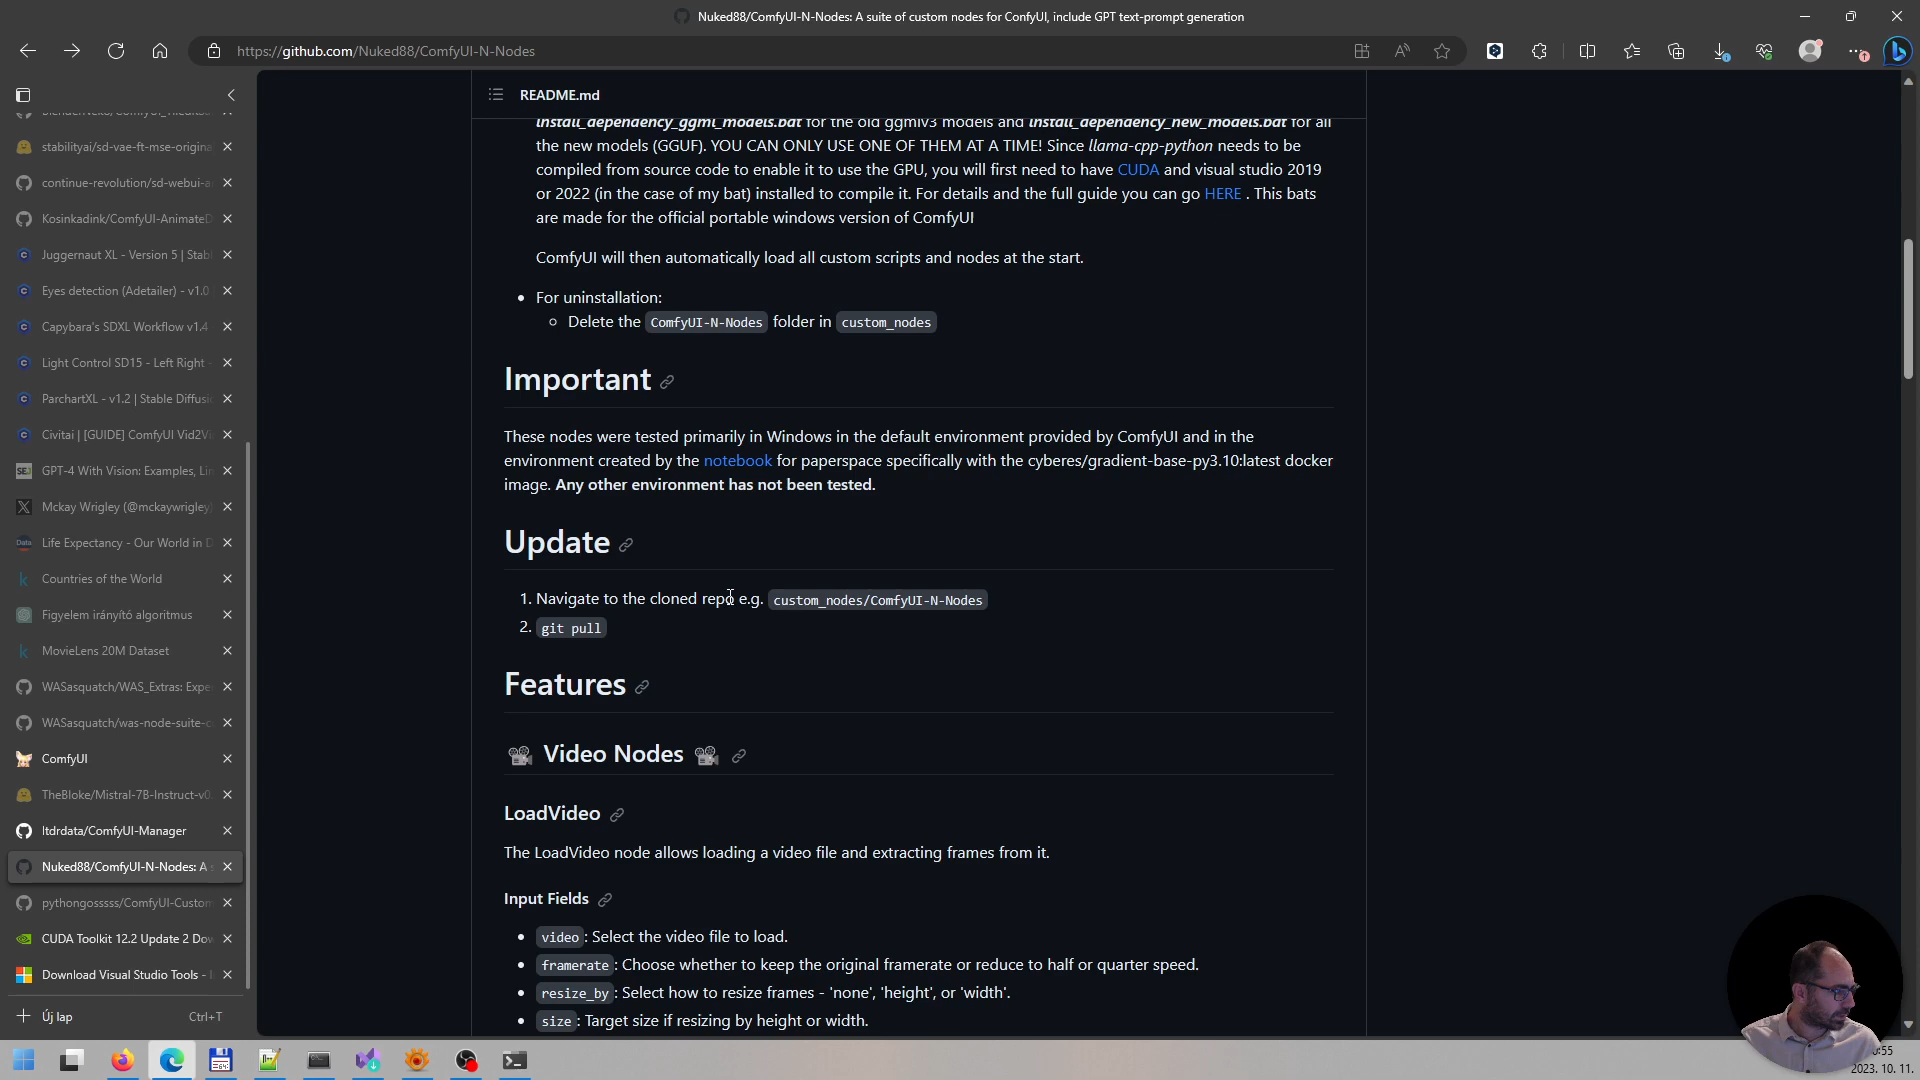 Nuked88/ComfyUI-N-Nodes: A suite of custom nodes for ConfyUI, include GPT text-prompt generation
https://github.com/Nuked88/ComfyUI-N-Nodes
stabilityai/sd-vae-ft-mse-origina
continue-revolution/sd-webui-a
Kosinkadink/ComfyUI-AnimateD
Juggernaut XL - Version 5 | Stab
Eyes detection (Adetailer) - v1.0
Capybara's SDXL Workflow v1.4
Light Control SD15 - Left Right -
ParchartXL - v1.2 | Stable Diffusi
Civitai | [GUIDE] ComfyUI Vid2Vi
GPT-4 With Vision: Examples, Li
Mckay Wrigley (@mckaywrigley)
Life Expectancy - Our World in D
Countries of the World
Figyelem irányító algoritmus
MovieLens 20M Dataset
WASasquatch/WAS_Extras: Expe
WASasquatch/was-node-suite-c
ComfyUI
TheBloke/Mistral-7B-Instruct-v0.
ltdrdata/ComfyUI-Manager
Nuked88/ComfyUI-N-Nodes: A s
pythongosssss/ComfyUI-Custom
CUDA Toolkit 12.2 Update 2 Dow
Download Visual Studio Tools - I
Új lap Ctrl+T
README.md
install_dependency_ggml_models.bat for the old ggmlv3 models and install_dependency_new_models.bat for all
the new models (GGUF). YOU CAN ONLY USE ONE OF THEM AT A TIME! Since llama-cpp-python needs to be
compiled from source code to enable it to use the GPU, you will first need to have CUDA and visual studio 2019
or 2022 (in the case of my bat) installed to compile it. For details and the full guide you can go HERE . This bats
are made for the official portable windows version of ComfyUI
ComfyUI will then automatically load all custom scripts and nodes at the start.
For uninstallation:
Delete the ComfyUI-N-Nodes folder in custom_nodes
Important
These nodes were tested primarily in Windows in the default environment provided by ComfyUI and in the
environment created by the notebook for paperspace specifically with the cyberes/gradient-base-py3.10:latest docker
image. Any other environment has not been tested.
Update
1. Navigate to the cloned repo e.g. custom_nodes/ComfyUI-N-Nodes
2. git pull
Features
Video Nodes
LoadVideo
The LoadVideo node allows loading a video file and extracting frames from it.
Input Fields
video: Select the video file to load.
framerate: Choose whether to keep the original framerate or reduce to half or quarter speed.
resize_by: Select how to resize frames - 'none', 'height', or 'width'.
size: Target size if resizing by height or width.
2023. 10. 11.